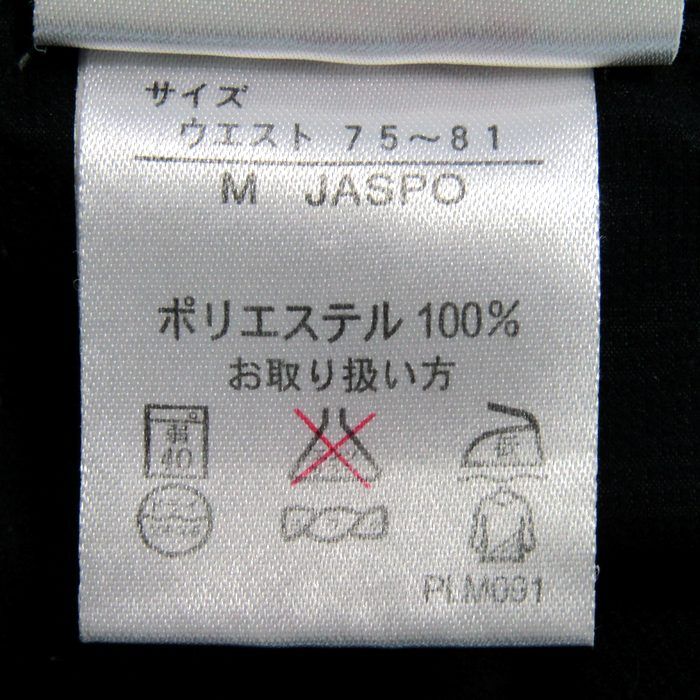 サイズ
ウエスト 75～81
M JASPO
ポリエステル 100%
お取り扱い方
弱
40
PLM091